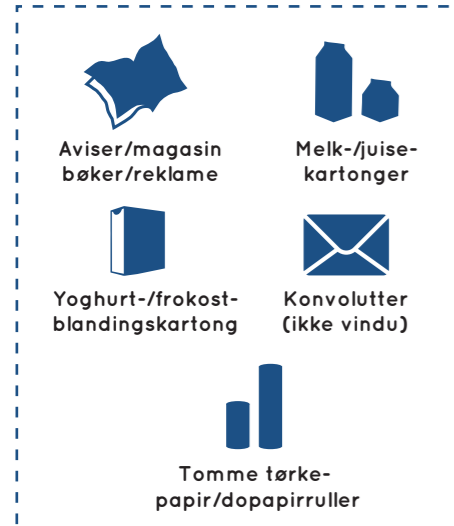 Aviser/magasin
bøker/reklame
Melk-/juise-
kartonger
Yoghurt-/frokost-
blandingskartong
Konvolutter
(ikke vindu)
Tomme tørke-
papir/dopapirruller